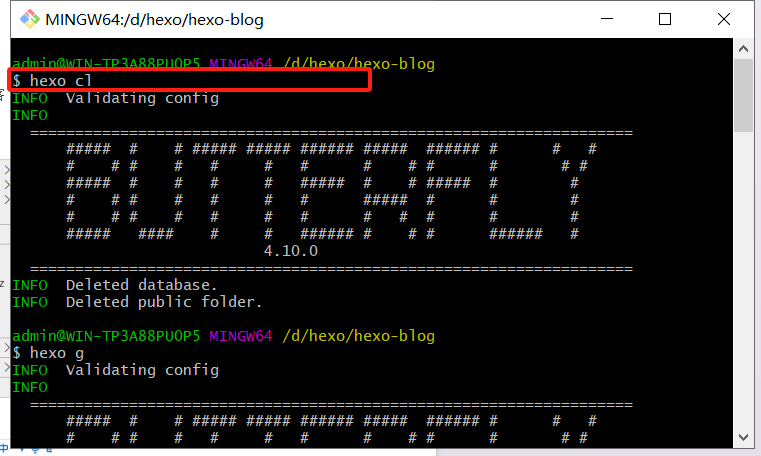 MINGW64:/d/hexo/hexo-blog
admin@WIN-TP3A88PUOP5 MINGW64 /d/hexo/hexo-blog
$ hexo cl
INFO  Validating config
INFO
===================================================================
##### # # ##### ##### ###### ##### ###### # # #
# # # # # # # # # # # # # #
##### # # # # ##### # # ##### # #
# # # # # # # ##### # # #
# # # # # # # # # # # #
##### #### # # ###### # # # ###### #
4.10.0
===================================================================
INFO  Deleted database.
INFO  Deleted public folder.
admin@WIN-TP3A88PUOP5 MINGW64 /d/hexo/hexo-blog
$ hexo g
INFO  Validating config
INFO
===================================================================
##### # # ##### ##### ###### ##### ###### # # #
# # # # # # # # # # # # # #